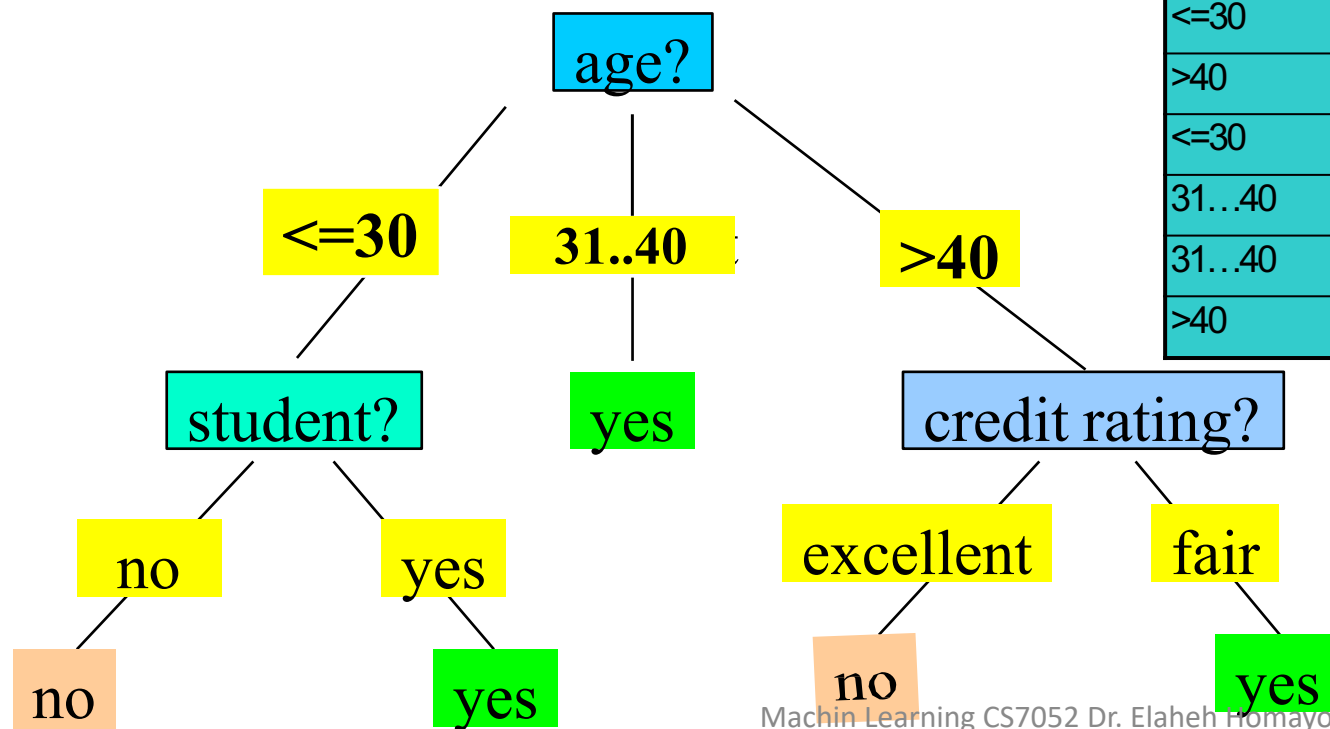 age?
<=30
31..40
>40
student?
yes
credit rating?
no
yes
excellent
fair
no
yes
no
yes
<=30
>40
<=30
31…40
31…40
>40
Machin Learning CS7052 Dr. Elaheh